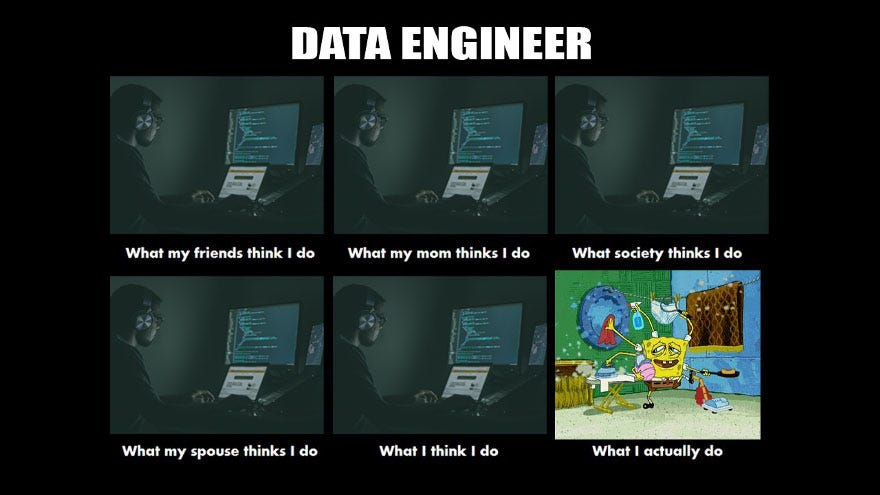 DATA ENGINEER
What my friends think I do
What my mom thinks I do
What society thinks I do
What my spouse thinks I do
What I think I do
What I actually do